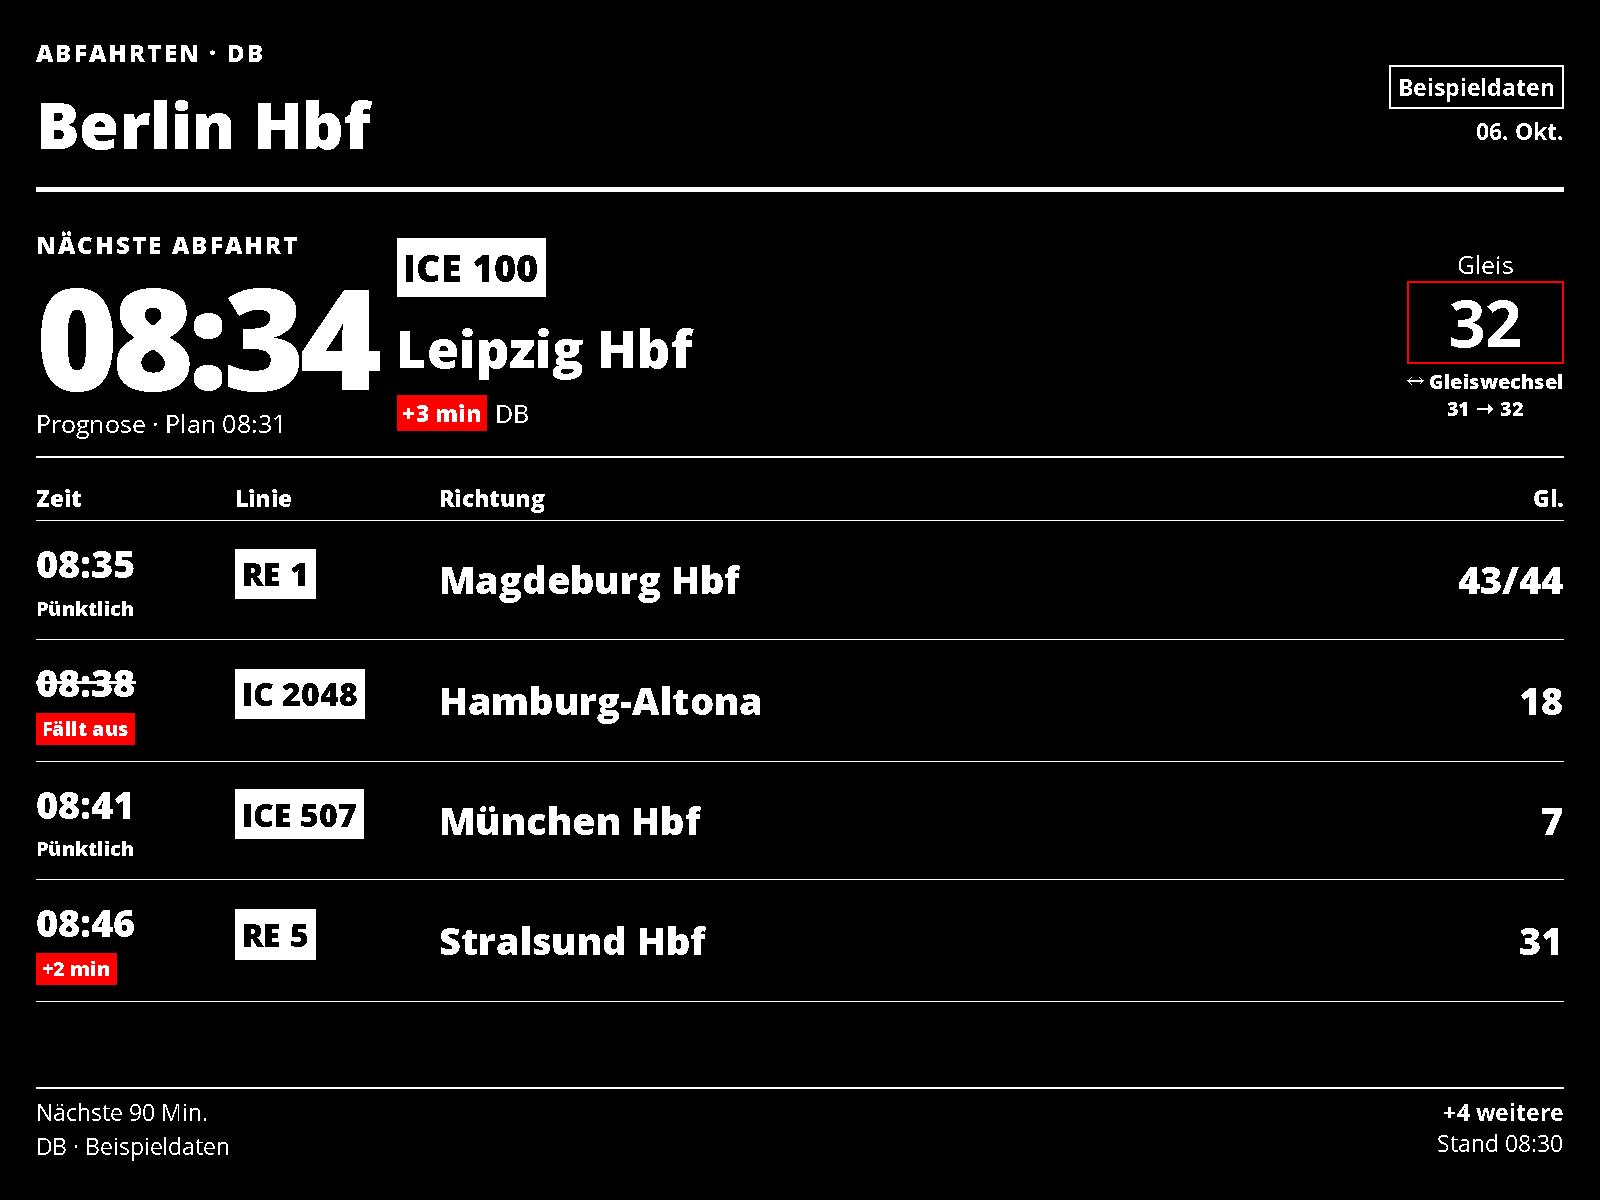 ABFAHRTEN · DB
Berlin Hbf
Beispieldaten
06. Okt.
NÄCHSTE ABFAHRT
08:34
Prognose · Plan 08:31
ICE 100
Leipzig Hbf
+3 min DB
Gleis
32
↔ Gleiswechsel
31 → 32
Zeit Linie Richtung Gl.
08:35 RE 1 Magdeburg Hbf 43/44
Pünktlich
08:38 IC 2048 Hamburg-Altona 18
Fällt aus
08:41 ICE 507 München Hbf 7
Pünktlich
08:46 RE 5 Stralsund Hbf 31
+2 min
Nächste 90 Min.
DB · Beispieldaten
+4 weitere
Stand 08:30